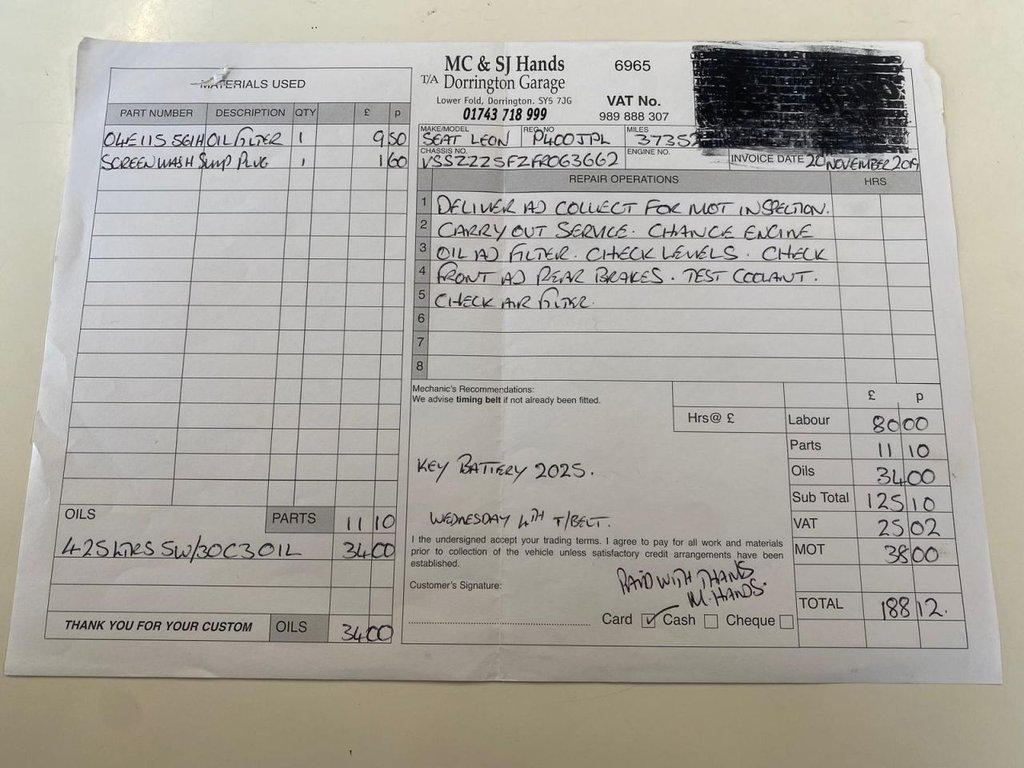 MATERIALS USED
PART NUMBER DESCRIPTION QTY £ p
04E115 561H OIL FILTER 1 9 50
SCREENWASH SUMP PLUG 1 1 60
OILS PARTS 11 10
4.25 LTRS 5W/30 C3 OIL 34 00
THANK YOU FOR YOUR CUSTOM OILS 34 00
MC & SJ Hands
T/A Dorrington Garage
Lower Fold, Dorrington. SY5 7JG
01743 718 999
6965
VAT No.
989 888 307
MAKE/MODEL SEAT LEON REG NO P400JPL MILES 37352
CHASSIS NO. VSSZZZ5FZFR063662 ENGINE NO. INVOICE DATE 20 NOVEMBER 2019
REPAIR OPERATIONS HRS
1 DELIVER AD COLLECT FOR MOT INSPECTION.
2 CARRY OUT SERVICE. CHANGE ENGINE
3 OIL AD FILTER. CHECK LEVELS. CHECK
4 FRONT AD REAR BRAKES. TEST COOLANT.
5 CHECK AIR FILTER.
6
7
8
Mechanic's Recommendations:
We advise timing belt if not already been fitted.
KEY BATTERY 2025.
WEDNESDAY 4TH T/BELT.
I the undersigned accept your trading terms. I agree to pay for all work and materials
prior to collection of the vehicle unless satisfactory credit arrangements have been
established.
PAID WITH THANKS
M. HANDS.
Customer's Signature:
Card ✓ Cash Cheque
£ p
Hrs@ £ Labour 80 00
Parts 11 10
Oils 34 00
Sub Total 125 10
VAT 25 02
MOT 38 00
TOTAL 188 12.